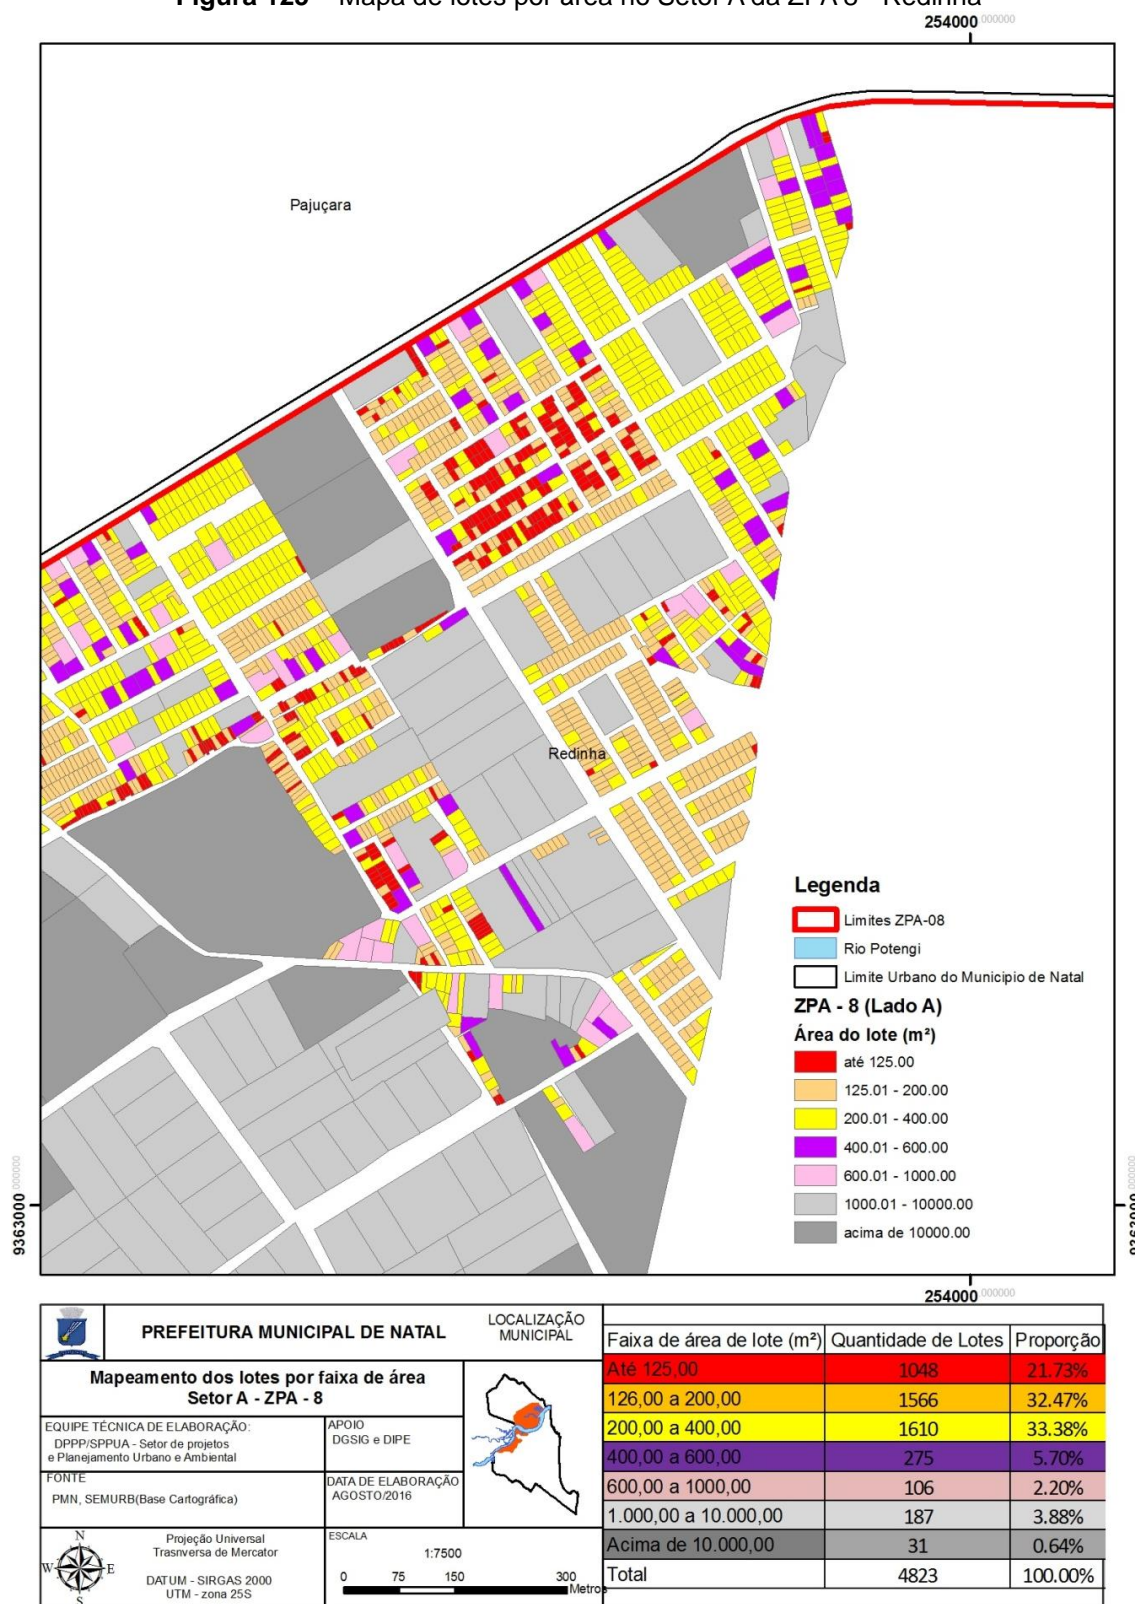 Figura 125 – Mapa de lotes por área no Setor A da ZPA 8 - Redinha
254000 000000
Pajuçara
Redinha
9363000 000000
9363000 000000
Legenda
Limites ZPA-08
Rio Potengi
Limite Urbano do Municipio de Natal
ZPA - 8 (Lado A)
Área do lote (m²)
até 125.00
125.01 - 200.00
200.01 - 400.00
400.01 - 600.00
600.01 - 1000.00
1000.01 - 10000.00
acima de 10000.00
254000 000000
PREFEITURA MUNICIPAL DE NATAL
LOCALIZAÇÃO
MUNICIPAL
Mapeamento dos lotes por faixa de área
Setor A - ZPA - 8
EQUIPE TÉCNICA DE ELABORAÇÃO:
DPPP/SPPUA - Setor de projetos
e Planejamento Urbano e Ambiental
APOIO
DGSIG e DIPE
FONTE
PMN, SEMURB(Base Cartográfica)
DATA DE ELABORAÇÃO
AGOSTO/2016
N
W E
S
Projeção Universal
Trasnversa de Mercator
DATUM - SIRGAS 2000
UTM - zona 25S
ESCALA
1:7500
0 75 150 300
Metros
Faixa de área de lote (m²) Quantidade de Lotes Proporção
Até 125,00 1048 21.73%
126,00 a 200,00 1566 32.47%
200,00 a 400,00 1610 33.38%
400,00 a 600,00 275 5.70%
600,00 a 1000,00 106 2.20%
1.000,00 a 10.000,00 187 3.88%
Acima de 10.000,00 31 0.64%
Total 4823 100.00%